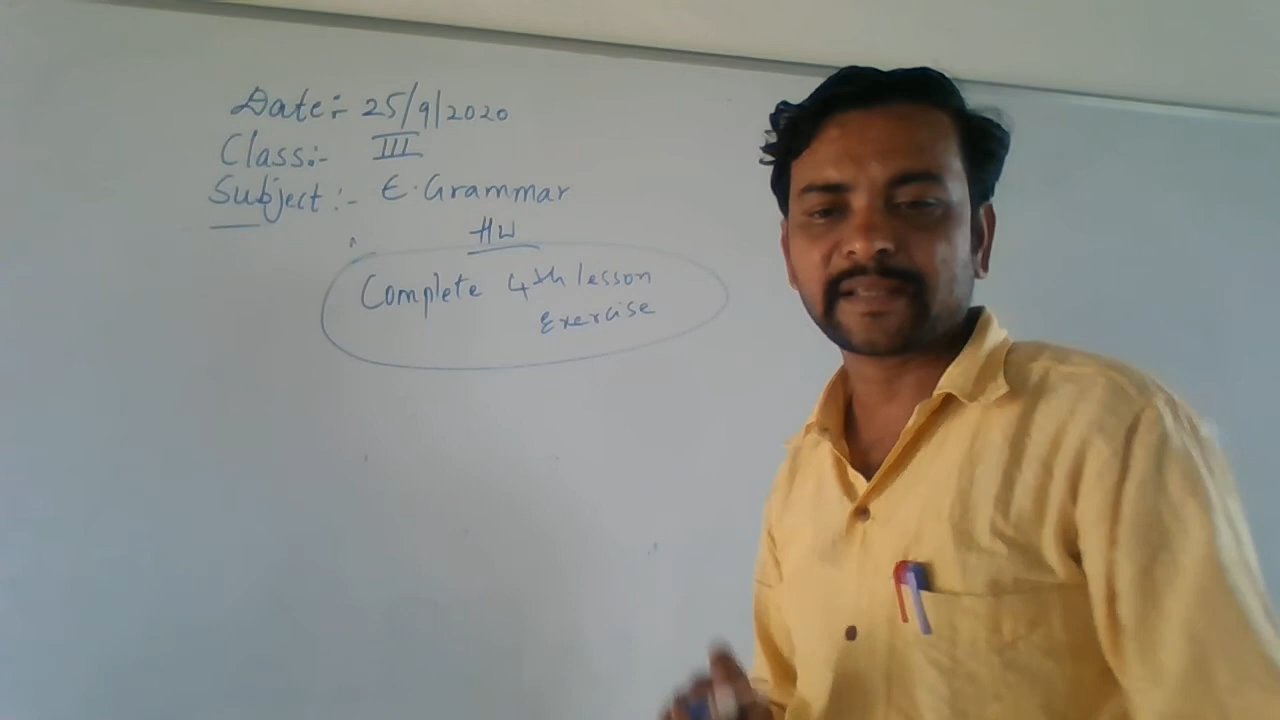 Date:- 25/9/2020
Class:- III
Subject:- E. Grammar
HW
Complete 4th lesson
Exercise